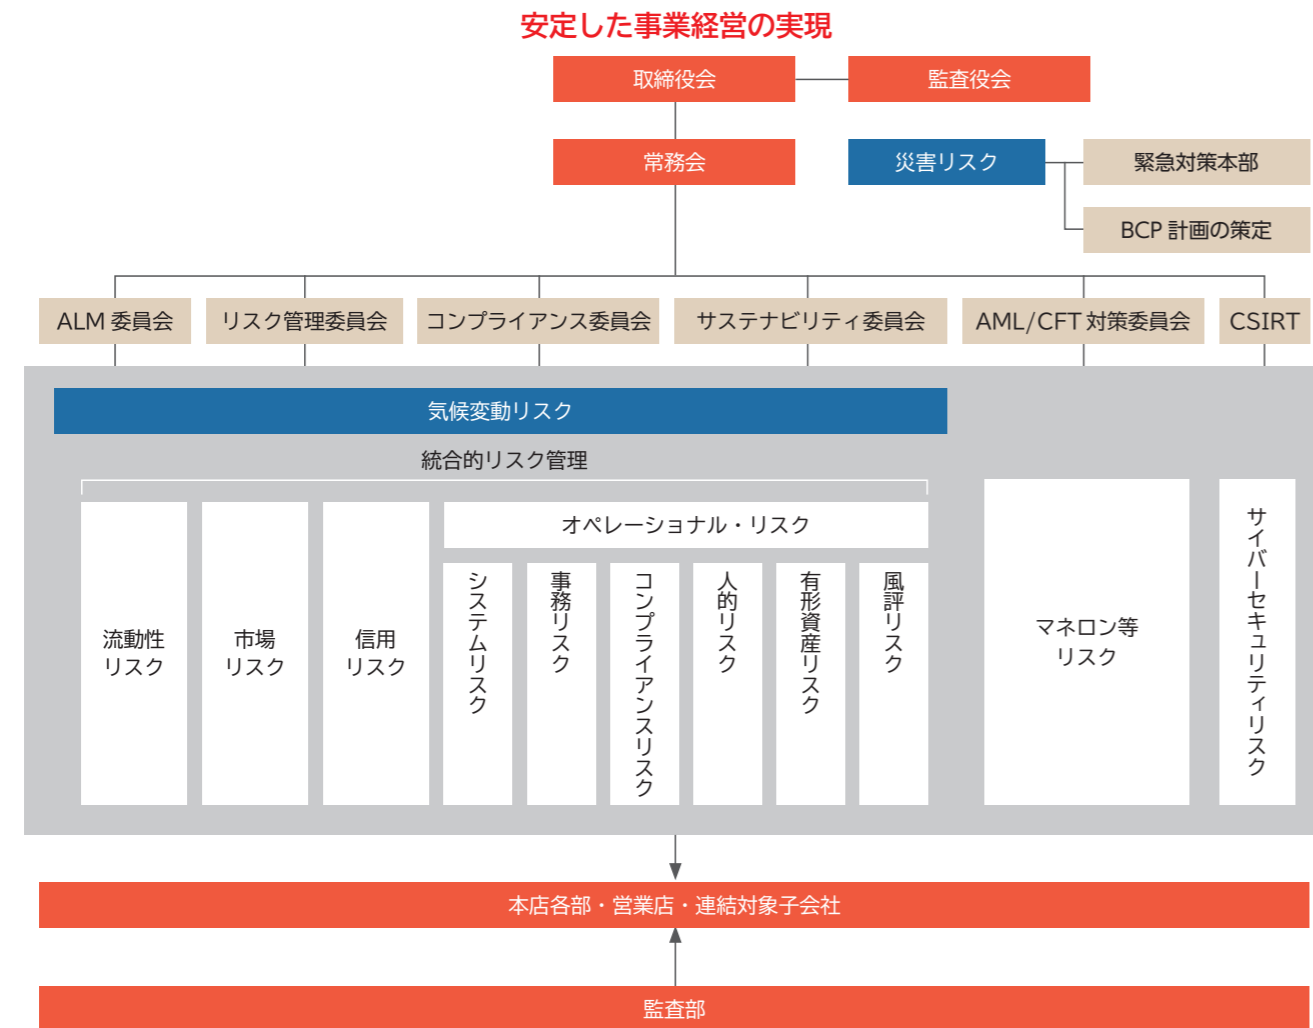 安定した事業経営の実現
取締役会
監査役会
常務会
災害リスク
緊急対策本部
BCP 計画の策定
ALM 委員会
リスク管理委員会
コンプライアンス委員会
サステナビリティ委員会
AML/CFT 対策委員会
CSIRT
気候変動リスク
統合的リスク管理
流動性
リスク
市場
リスク
信用
リスク
オペレーショナル・リスク
システムリスク
事務リスク
コンプライアンスリスク
人的リスク
有形資産リスク
風評リスク
マネロン等
リスク
サイバーセキュリティリスク
本店各部・営業店・連結対象子会社
監査部